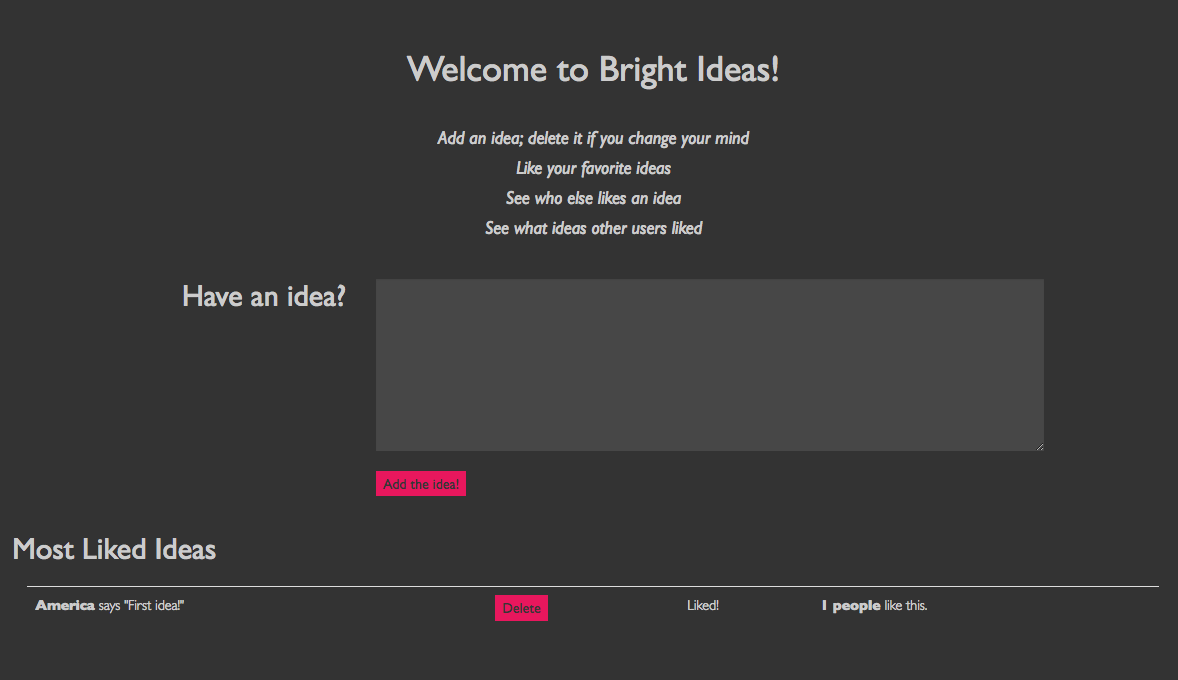 Welcome to Bright Ideas!
Add an idea; delete it if you change your mind
Like your favorite ideas
See who else likes an idea
See what ideas other users liked
Have an idea?
Add the idea!
Most Liked Ideas
America says "First idea!" Delete Liked! 1 people like this.